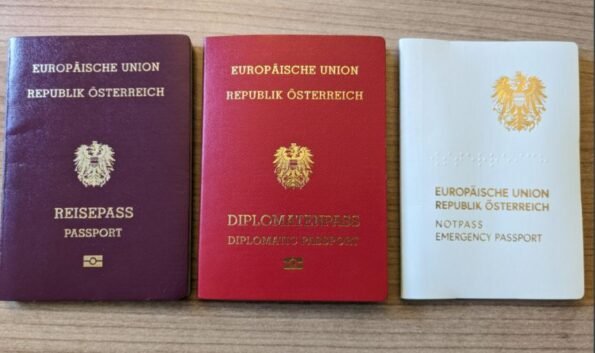 EUROPÄISCHE UNION
REPUBLIK ÖSTERREICH
REISEPASS
PASSPORT
EUROPÄISCHE UNION
REPUBLIK ÖSTERREICH
DIPLOMATENPASS
DIPLOMATIC PASSPORT
EUROPÄISCHE UNION
REPUBLIK ÖSTERREICH
NOTPASS
EMERGENCY PASSPORT